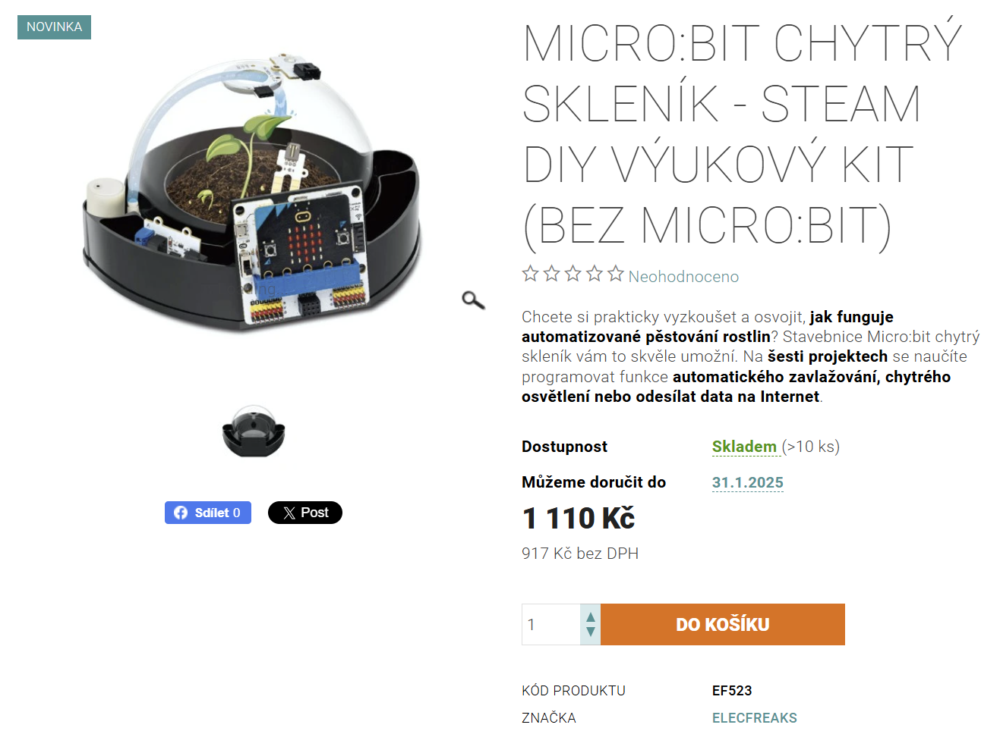 NOVINKA
MICRO:BIT CHYTRÝ
SKLENÍK - STEAM
DIY VÝUKOVÝ KIT
(BEZ MICRO:BIT)
Neohodnoceno
Chcete si prakticky vyzkoušet a osvojit, jak funguje
automatizované pěstování rostlin? Stavebnice Micro:bit chytrý
skleník vám to skvěle umožní. Na šesti projektech se naučíte
programovat funkce automatického zavlažování, chytrého
osvětlení nebo odesílat data na Internet.
Dostupnost Skladem (>10 ks)
Můžeme doručit do 31.1.2025
1 110 Kč
917 Kč bez DPH
Sdílet 0
Post
1
DO KOŠÍKU
KÓD PRODUKTU EF523
ZNAČKA ELECFREAKS